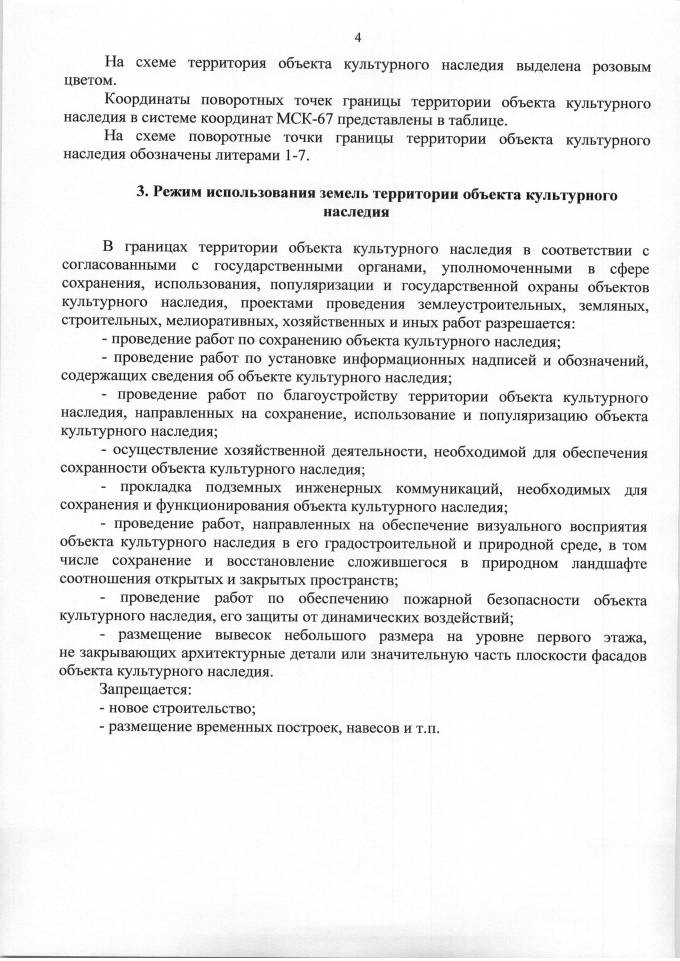 4
На схеме территория объекта культурного наследия выделена розовым
цветом.
Координаты поворотных точек границы территории объекта культурного
наследия в системе координат МСК-67 представлены в таблице.
На схеме поворотные точки границы территории объекта культурного
наследия обозначены литерами 1-7.
3. Режим использования земель территории объекта культурного
наследия
В границах территории объекта культурного наследия в соответствии с
согласованными с государственными органами, уполномоченными в сфере
сохранения, использования, популяризации и государственной охраны объектов
культурного наследия, проектами проведения землеустроительных, земляных,
строительных, мелиоративных, хозяйственных и иных работ разрешается:
- проведение работ по сохранению объекта культурного наследия;
- проведение работ по установке информационных надписей и обозначений,
содержащих сведения об объекте культурного наследия;
- проведение работ по благоустройству территории объекта культурного
наследия, направленных на сохранение, использование и популяризацию объекта
культурного наследия;
- осуществление хозяйственной деятельности, необходимой для обеспечения
сохранности объекта культурного наследия;
- прокладка подземных инженерных коммуникаций, необходимых для
сохранения и функционирования объекта культурного наследия;
- проведение работ, направленных на обеспечение визуального восприятия
объекта культурного наследия в его градостроительной и природной среде, в том
числе сохранение и восстановление сложившегося в природном ландшафте
соотношения открытых и закрытых пространств;
- проведение работ по обеспечению пожарной безопасности объекта
культурного наследия, его защиты от динамических воздействий;
- размещение вывесок небольшого размера на уровне первого этажа,
не закрывающих архитектурные детали или значительную часть плоскости фасадов
объекта культурного наследия.
Запрещается:
- новое строительство;
- размещение временных построек, навесов и т.п.